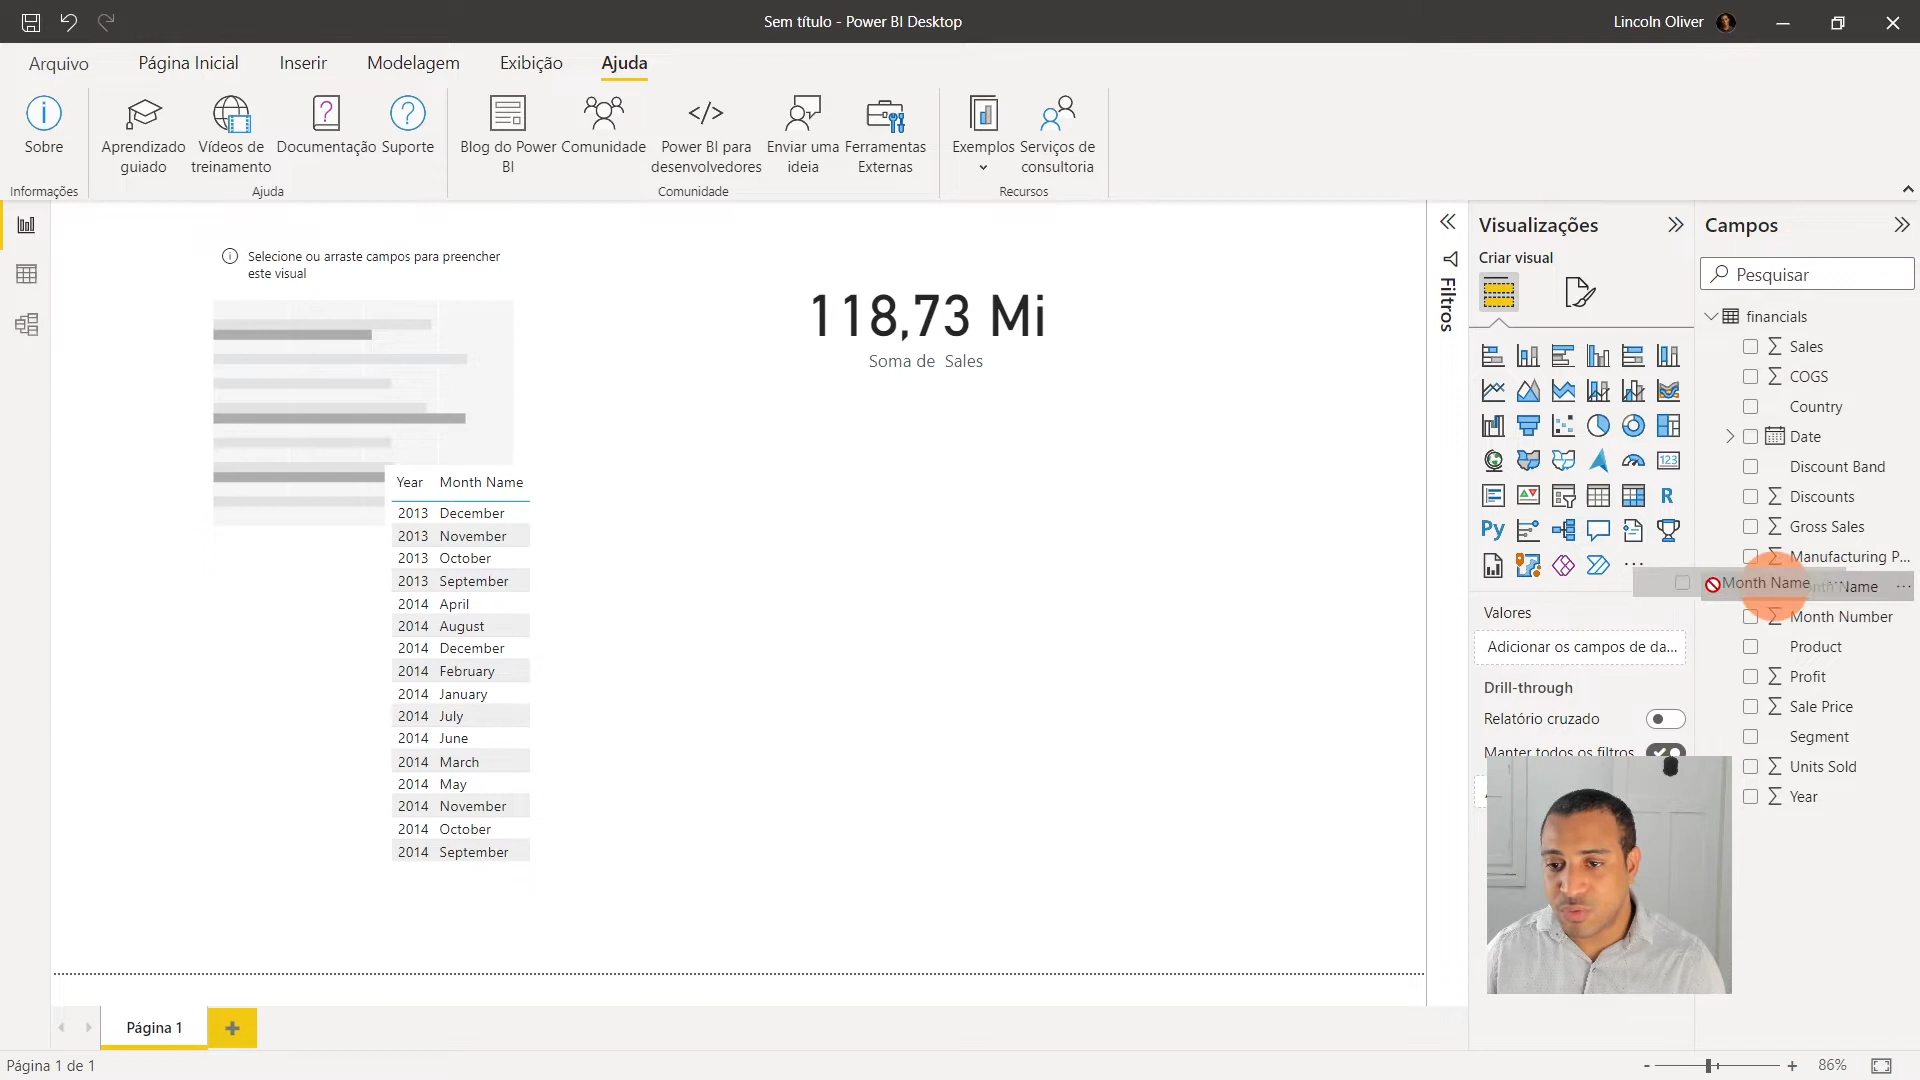 Sem título - Power BI Desktop
Lincoln Oliver
Arquivo
Página Inicial
Inserir
Modelagem
Exibição
Ajuda
Sobre
Aprendizado guiado
Vídeos de treinamento
Documentação
Suporte
Blog do Power BI
Comunidade
Power BI para desenvolvedores
Enviar uma ideia
Ferramentas Externas
Exemplos
Serviços de consultoria
Informações
Ajuda
Comunidade
Recursos
Selecione ou arraste campos para preencher
este visual
118,73 Mi
Soma de Sales
Year Month Name
2013 December
2013 November
2013 October
2013 September
2014 April
2014 August
2014 December
2014 February
2014 January
2014 July
2014 June
2014 March
2014 May
2014 November
2014 October
2014 September
Filtros
Visualizações
Criar visual
123
R
Py
...
Valores
Adicionar os campos de da...
Drill-through
Relatório cruzado
Manter todos os filtros
Campos
Pesquisar
financials
Sales
COGS
Country
Date
Discount Band
Discounts
Gross Sales
Manufacturing P...
Month Name
Month Number
Product
Profit
Sale Price
Segment
Units Sold
Year
Página 1
Página 1 de 1
86%